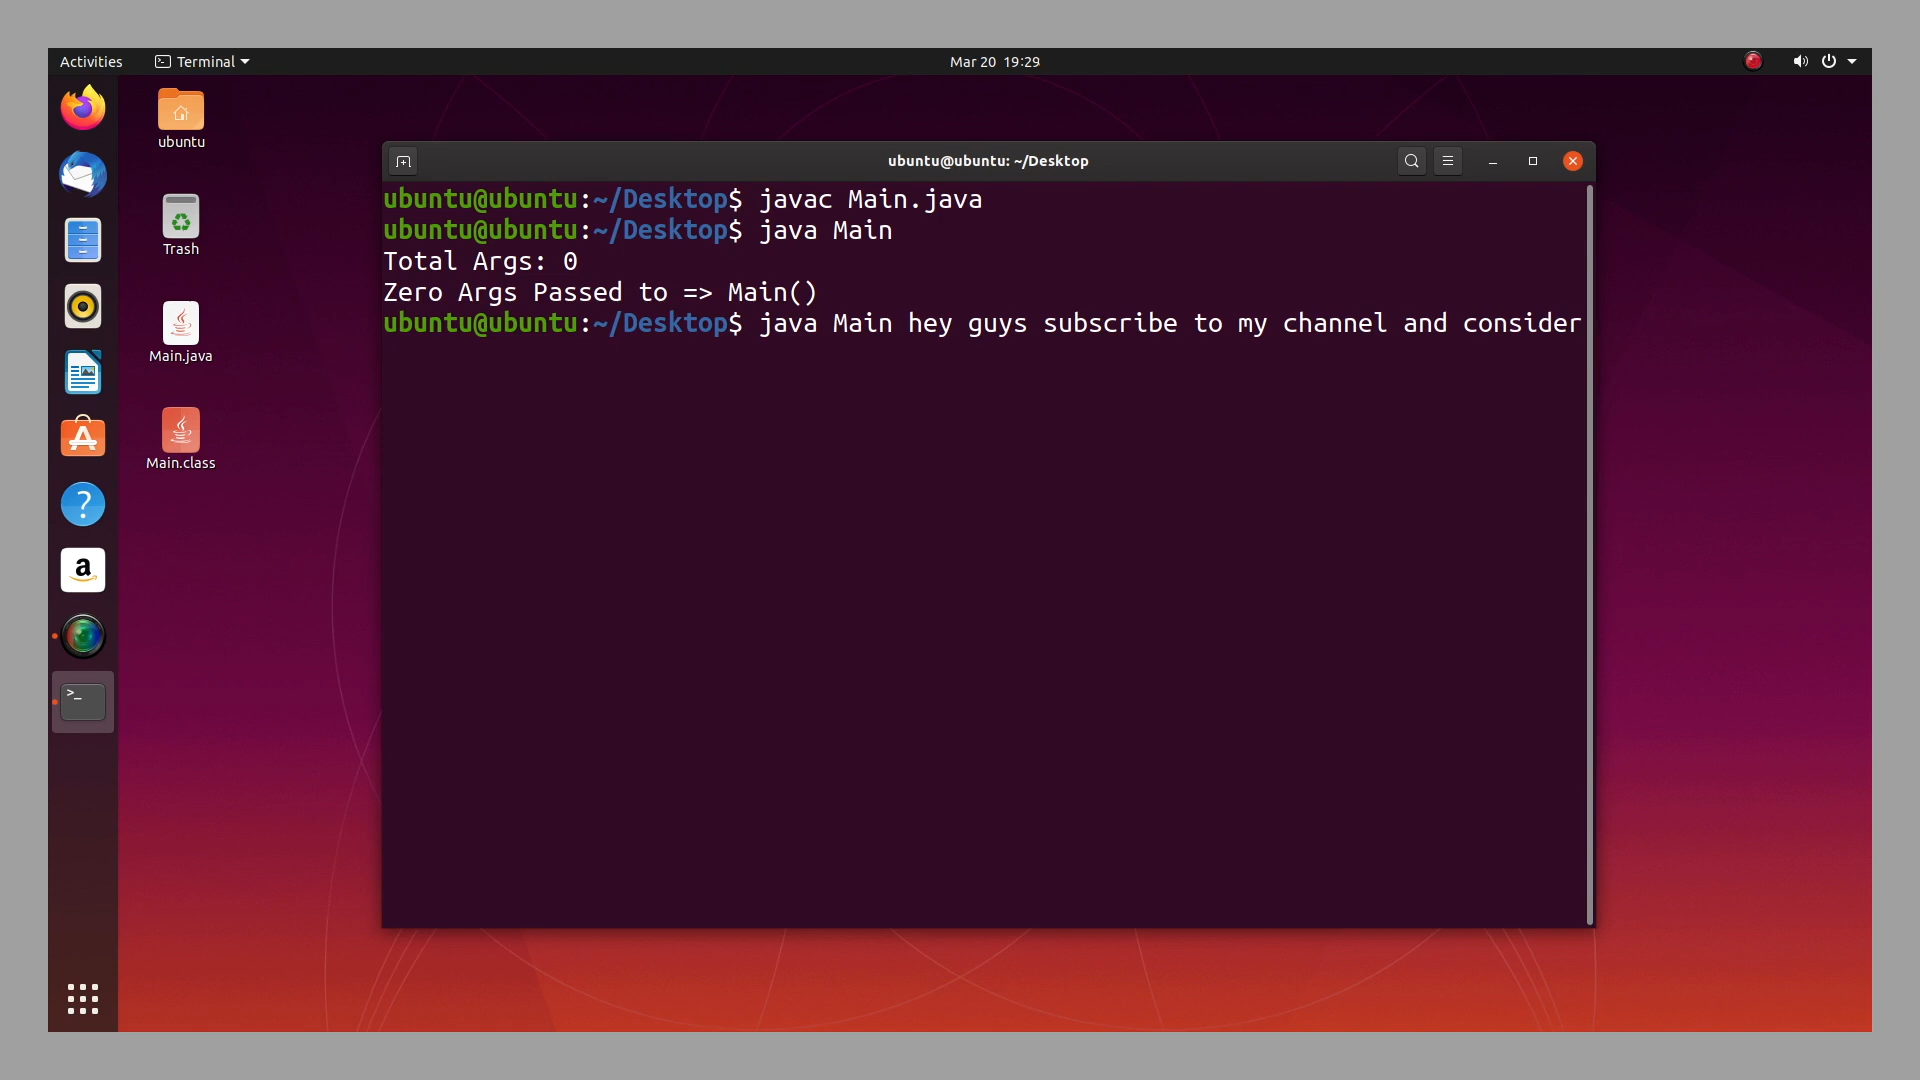 Activities
Terminal
Mar 20 19:29
ubuntu
Trash
Main.java
Main.class
ubuntu@ubuntu: ~/Desktop
ubuntu@ubuntu:~/Desktop$ javac Main.java
ubuntu@ubuntu:~/Desktop$ java Main
Total Args: 0
Zero Args Passed to => Main()
ubuntu@ubuntu:~/Desktop$ java Main hey guys subscribe to my channel and consider